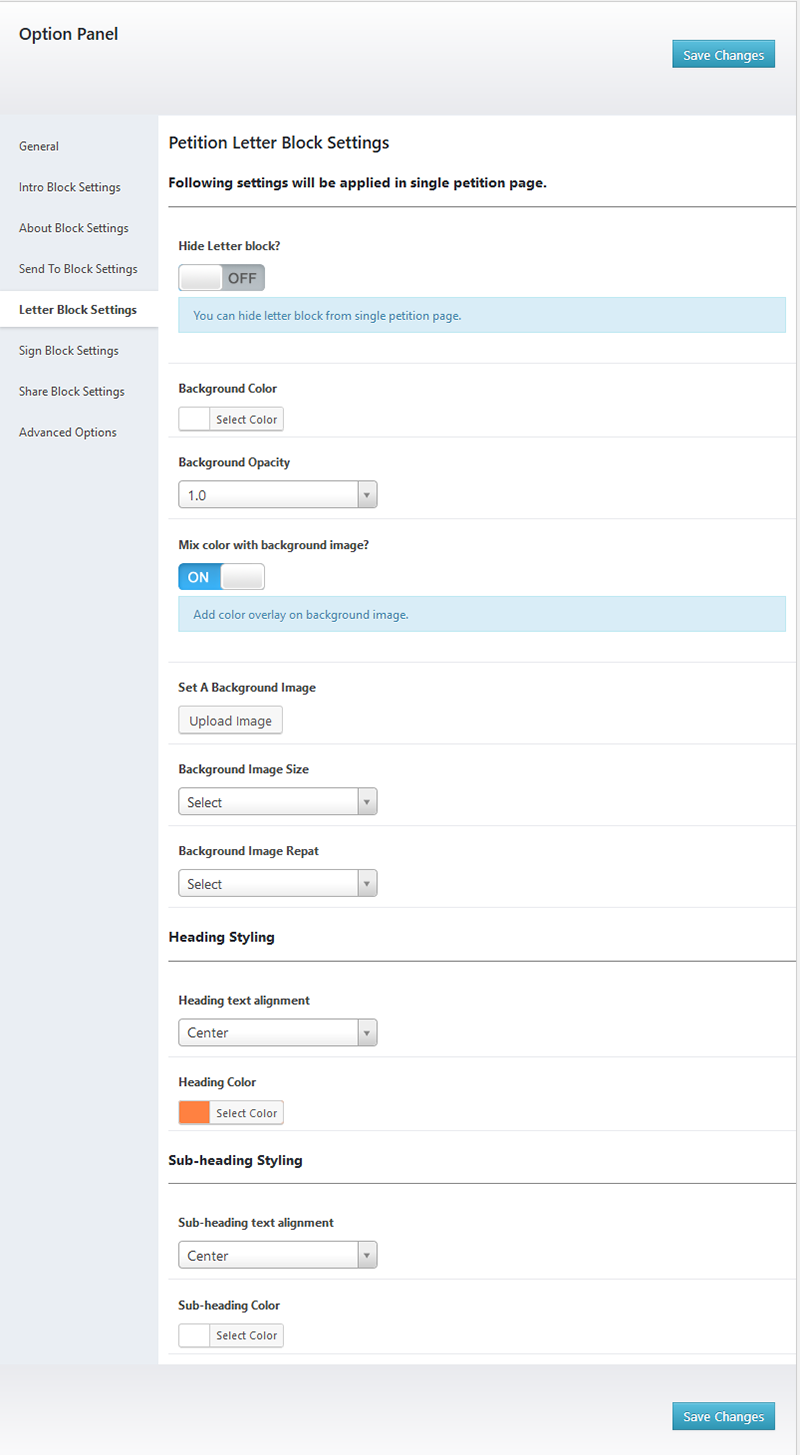 Option Panel
Save Changes
General
Intro Block Settings
About Block Settings
Send To Block Settings
Letter Block Settings
Sign Block Settings
Share Block Settings
Advanced Options
Petition Letter Block Settings
Following settings will be applied in single petition page.
Hide Letter block?
OFF
You can hide letter block from single petition page.
Background Color
Select Color
Background Opacity
1.0
Mix color with background image?
ON
Add color overlay on background image.
Set A Background Image
Upload Image
Background Image Size
Select
Background Image Repat
Select
Heading Styling
Heading text alignment
Center
Heading Color
Select Color
Sub-heading Styling
Sub-heading text alignment
Center
Sub-heading Color
Select Color
Save Changes